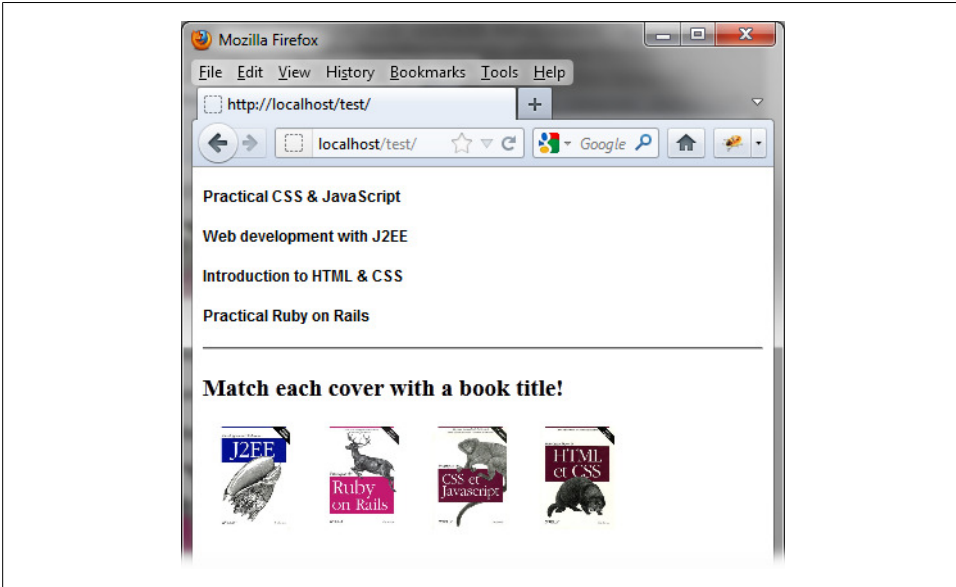 Mozilla Firefox
File Edit View History Bookmarks Tools Help
http://localhost/test/
localhost/test/
Google
Practical CSS & JavaScript
Web development with J2EE
Introduction to HTML & CSS
Practical Ruby on Rails
Match each cover with a book title!
J2EE
Ruby
on Rails
CSS et
Javascript
HTML
et CSS